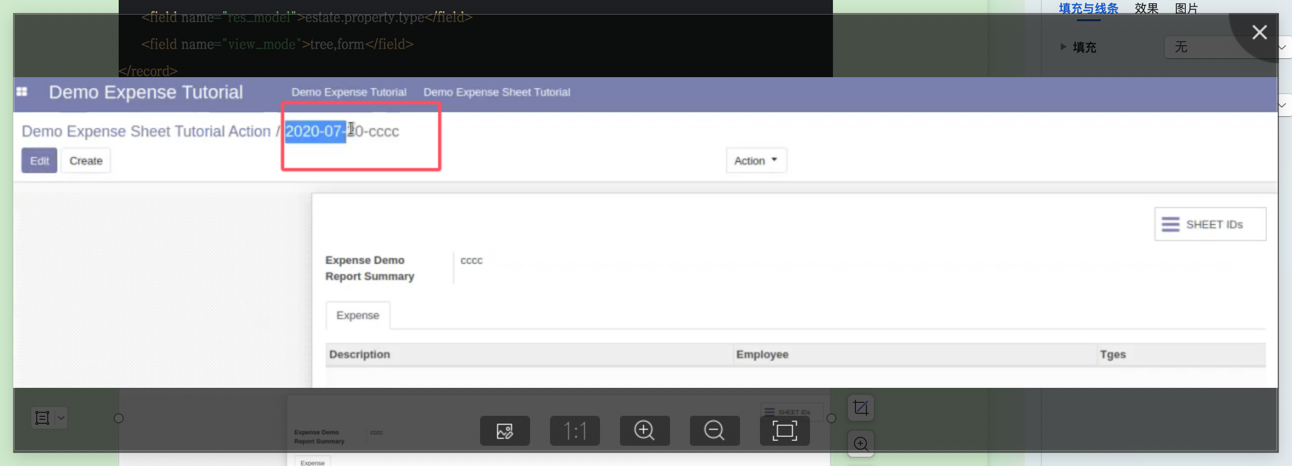 <field name="res_model">estate.property.type</field>
填充与线条 效果 图片
<field name="view_mode">tree,form</field>
填充 无
</record>
Demo Expense Tutorial Demo Expense Tutorial Demo Expense Sheet Tutorial
Demo Expense Sheet Tutorial Action / 2020-07-20-cccc
Edit Create Action
SHEET IDs
Expense Demo
Report Summary cccc
Expense
Description Employee Tges
SHEET IDs
Expense Demo cccc
Report Summary
1:1
Expense